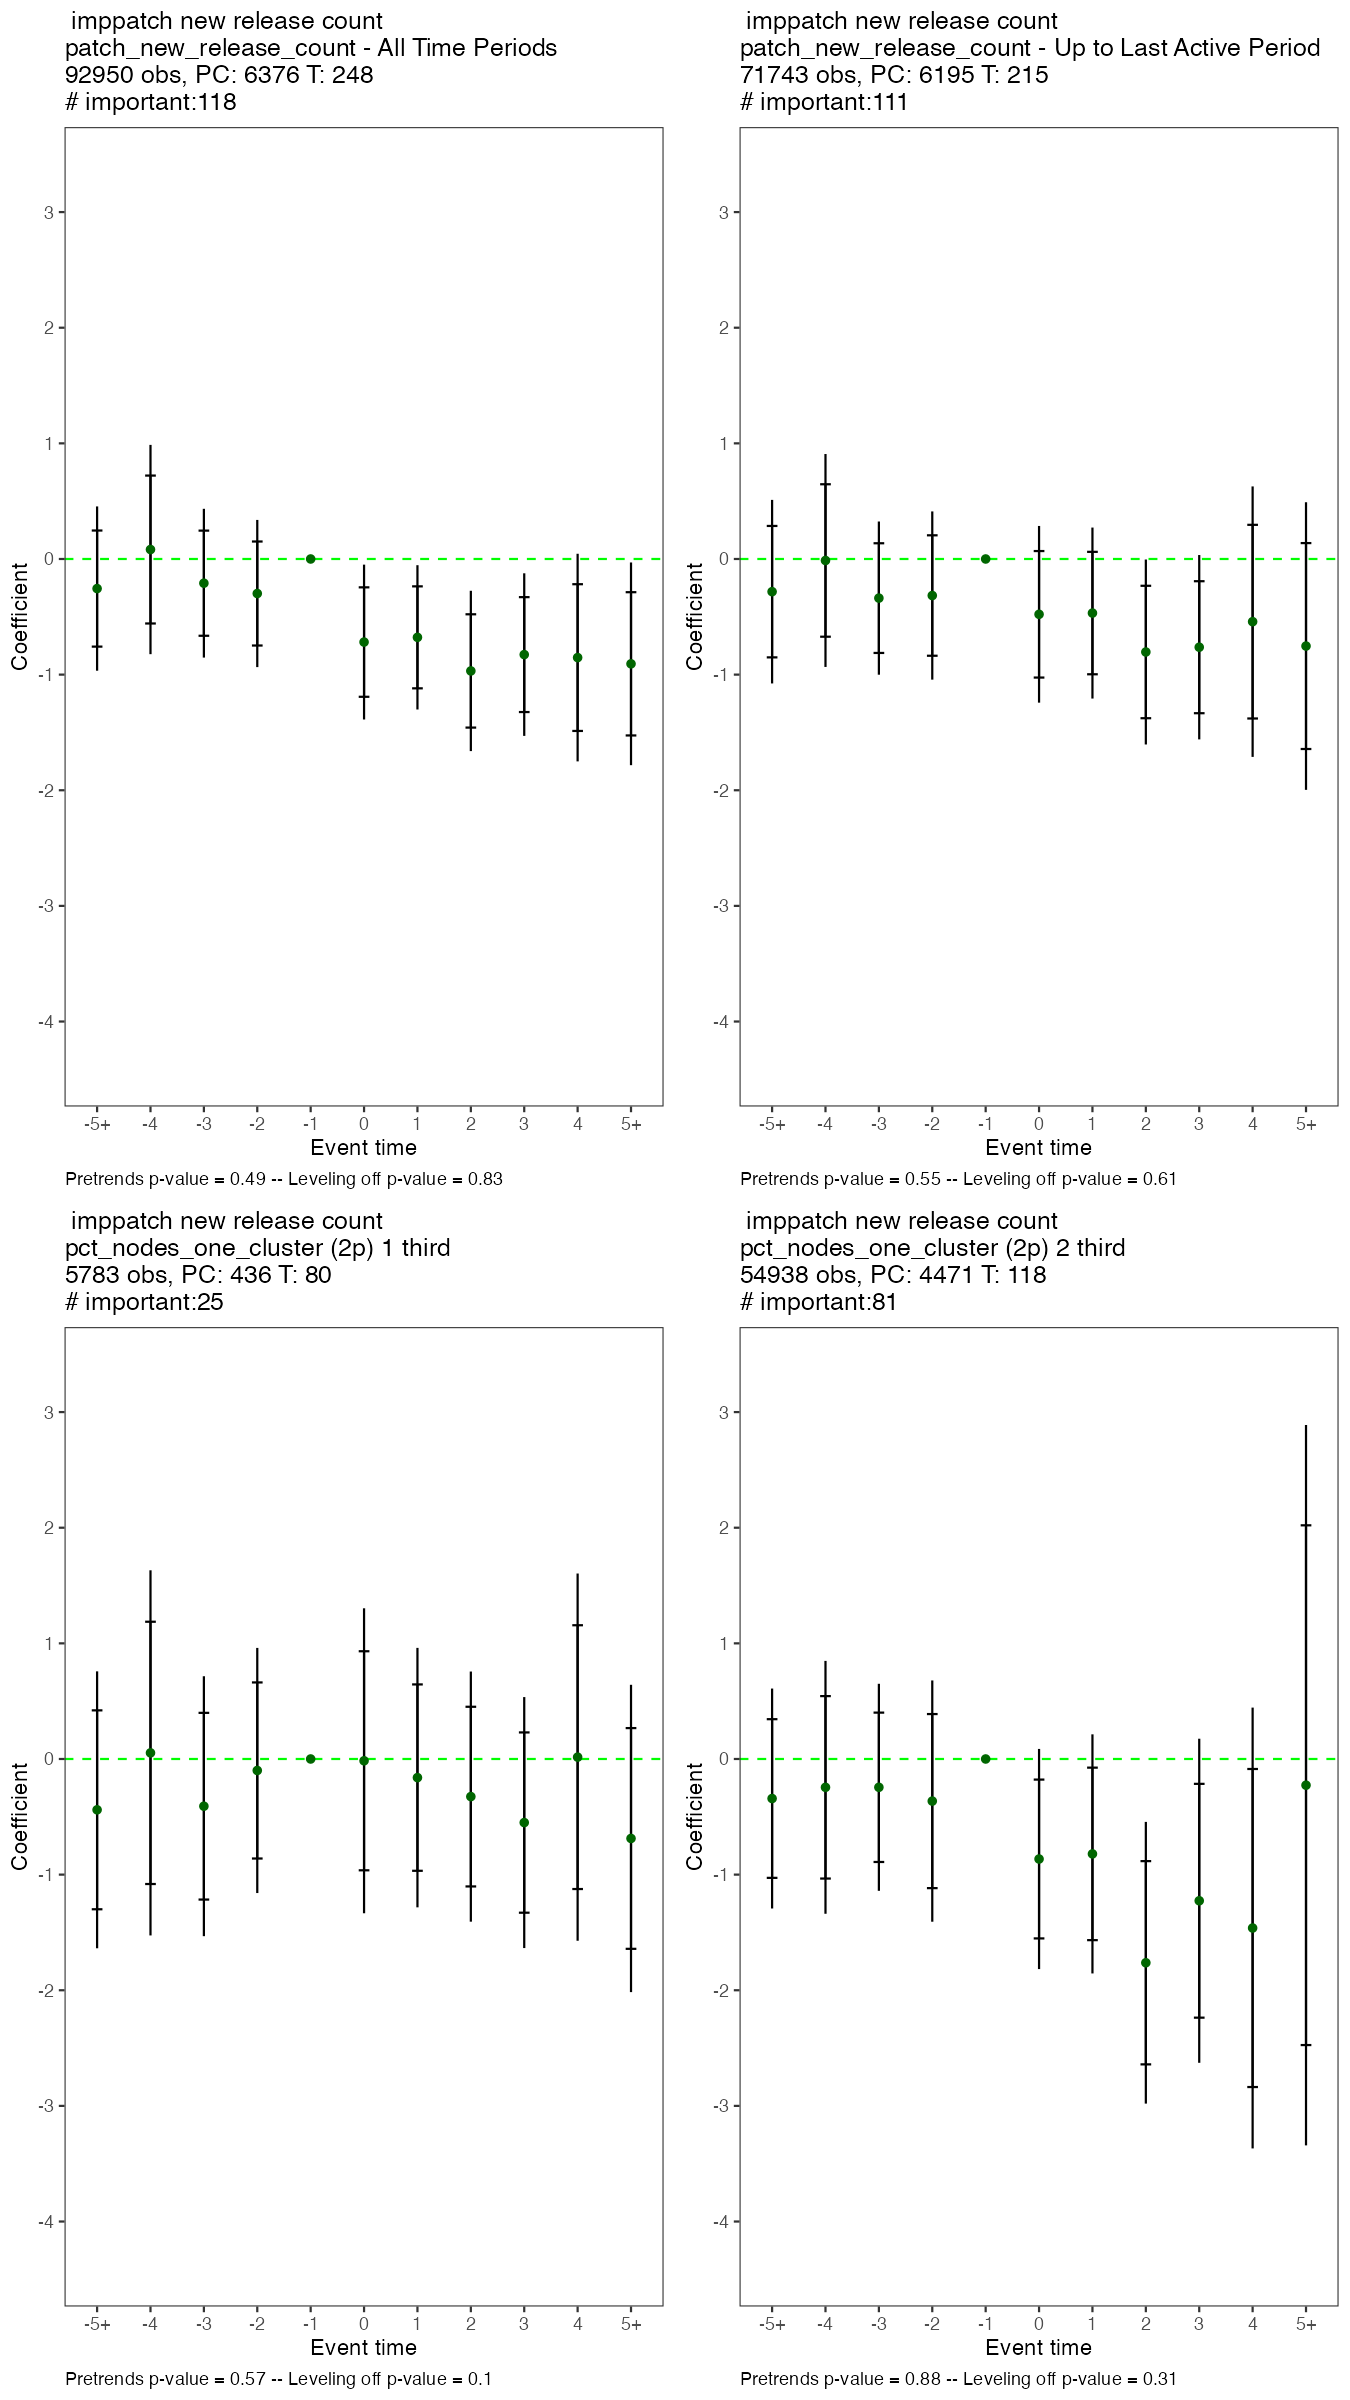 imppatch new release count
patch_new_release_count - All Time Periods
92950 obs, PC: 6376 T: 248
# important:118
3
2
1
0
-1
-2
-3
-4
Coefficient
-5+ -4 -3 -2 -1 0 1 2 3 4 5+
Event time
Pretrends p-value = 0.49 -- Leveling off p-value = 0.83
imppatch new release count
patch_new_release_count - Up to Last Active Period
71743 obs, PC: 6195 T: 215
# important:111
3
2
1
0
-1
-2
-3
-4
Coefficient
-5+ -4 -3 -2 -1 0 1 2 3 4 5+
Event time
Pretrends p-value = 0.55 -- Leveling off p-value = 0.61
imppatch new release count
pct_nodes_one_cluster (2p) 1 third
5783 obs, PC: 436 T: 80
# important:25
3
2
1
0
-1
-2
-3
-4
Coefficient
-5+ -4 -3 -2 -1 0 1 2 3 4 5+
Event time
Pretrends p-value = 0.57 -- Leveling off p-value = 0.1
imppatch new release count
pct_nodes_one_cluster (2p) 2 third
54938 obs, PC: 4471 T: 118
# important:81
3
2
1
0
-1
-2
-3
-4
Coefficient
-5+ -4 -3 -2 -1 0 1 2 3 4 5+
Event time
Pretrends p-value = 0.88 -- Leveling off p-value = 0.31